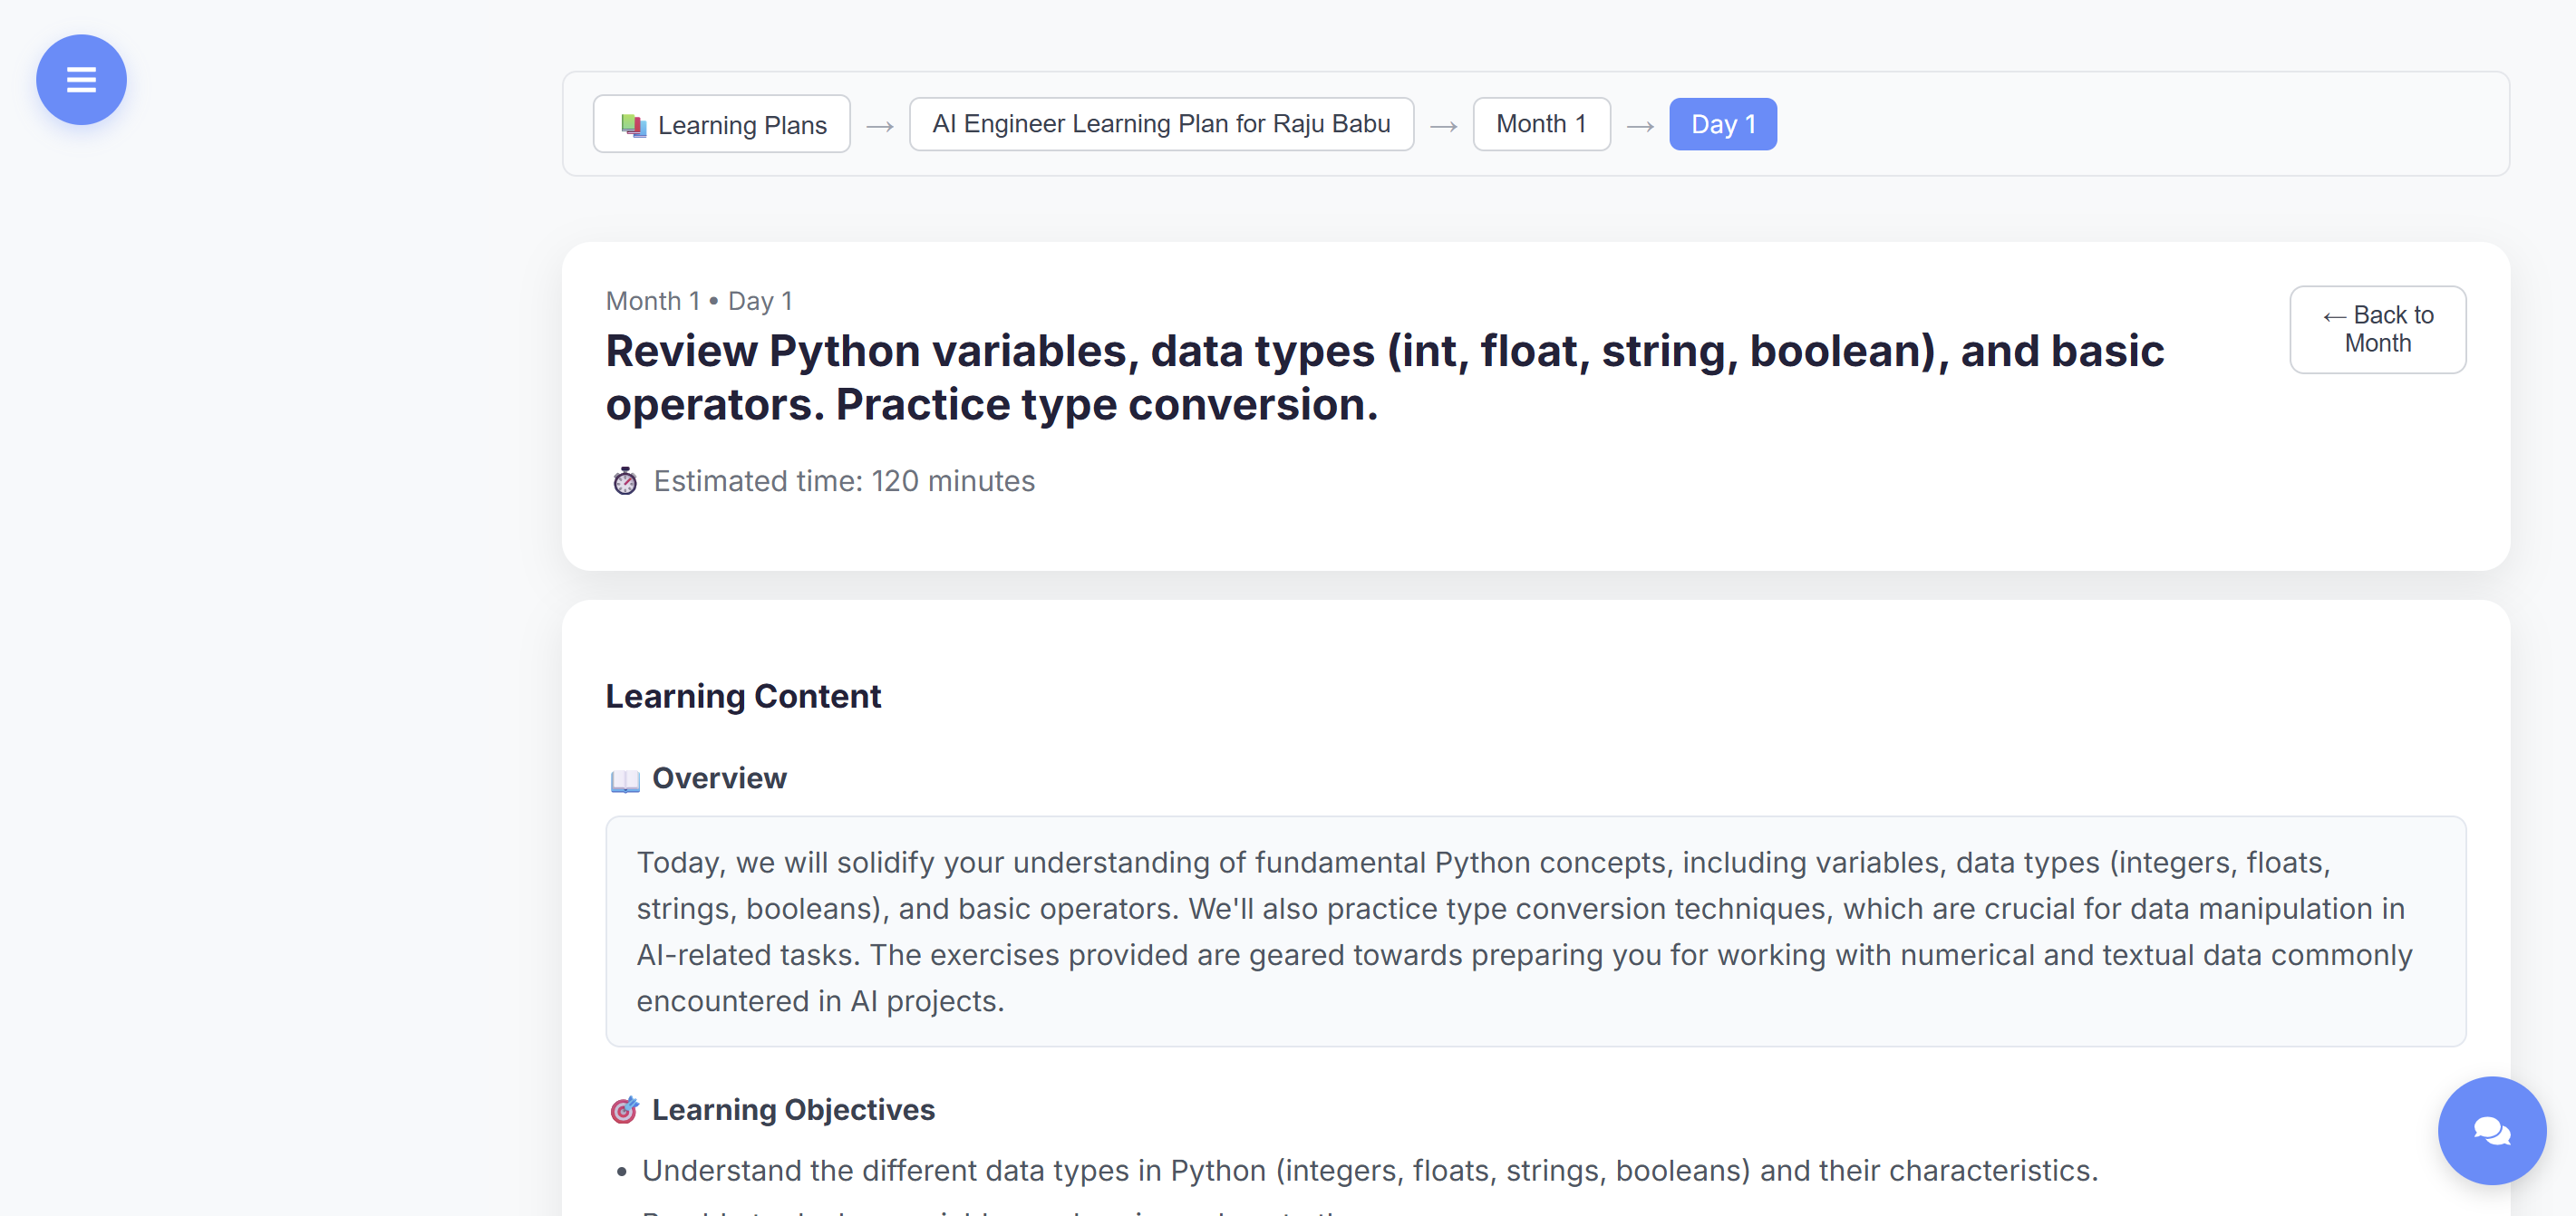 Learning Plans → AI Engineer Learning Plan for Raju Babu → Month 1 → Day 1
Month 1 • Day 1
Review Python variables, data types (int, float, string, boolean), and basic
operators. Practice type conversion.
← Back to
Month
Estimated time: 120 minutes
Learning Content
Overview
Today, we will solidify your understanding of fundamental Python concepts, including variables, data types (integers, floats,
strings, booleans), and basic operators. We'll also practice type conversion techniques, which are crucial for data manipulation in
AI-related tasks. The exercises provided are geared towards preparing you for working with numerical and textual data commonly
encountered in AI projects.
Learning Objectives
• Understand the different data types in Python (integers, floats, strings, booleans) and their characteristics.